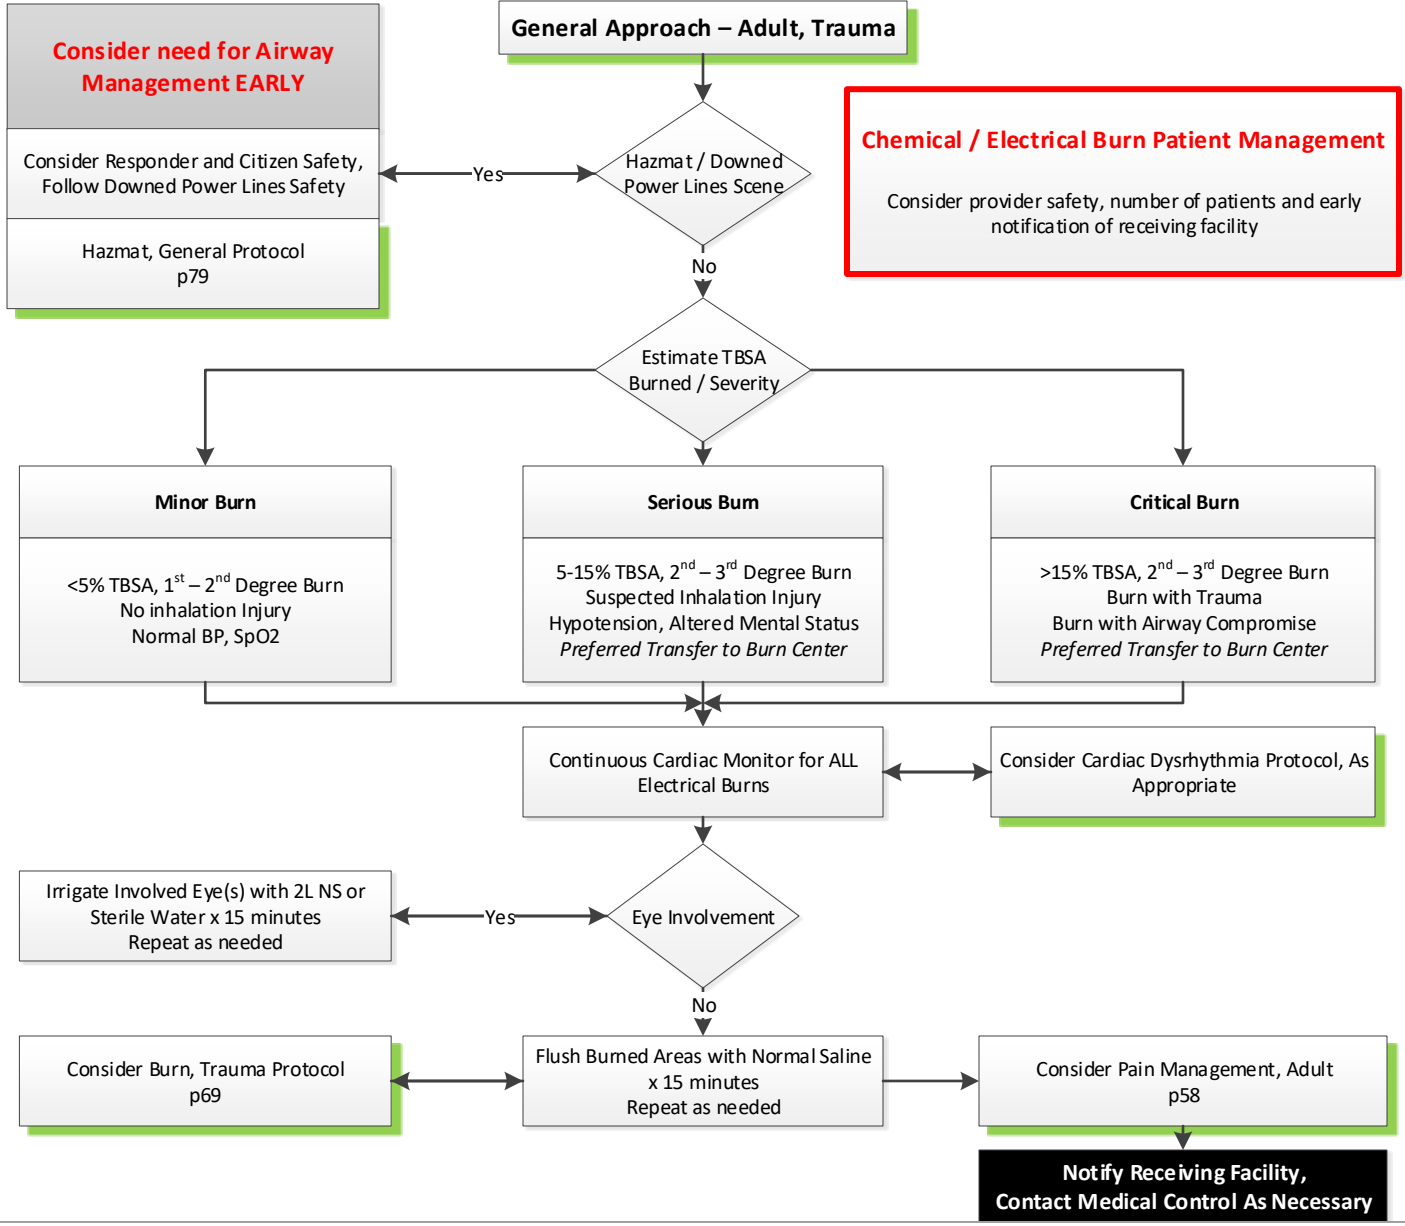 General Approach – Adult, Trauma
Consider need for Airway
Management EARLY
Consider Responder and Citizen Safety,
Follow Downed Power Lines Safety
Hazmat, General Protocol
p79
Yes
Hazmat / Downed
Power Lines Scene
Chemical / Electrical Burn Patient Management
Consider provider safety, number of patients and early
notification of receiving facility
No
Estimate TBSA
Burned / Severity
Minor Burn
<5% TBSA, 1st – 2nd Degree Burn
No inhalation Injury
Normal BP, SpO2
Serious Burn
5-15% TBSA, 2nd – 3rd Degree Burn
Suspected Inhalation Injury
Hypotension, Altered Mental Status
Preferred Transfer to Burn Center
Critical Burn
>15% TBSA, 2nd – 3rd Degree Burn
Burn with Trauma
Burn with Airway Compromise
Preferred Transfer to Burn Center
Continuous Cardiac Monitor for ALL
Electrical Burns
Consider Cardiac Dysrhythmia Protocol, As
Appropriate
Irrigate Involved Eye(s) with 2L NS or
Sterile Water x 15 minutes
Repeat as needed
Yes
Eye Involvement
No
Consider Burn, Trauma Protocol
p69
Flush Burned Areas with Normal Saline
x 15 minutes
Repeat as needed
Consider Pain Management, Adult
p58
Notify Receiving Facility,
Contact Medical Control As Necessary